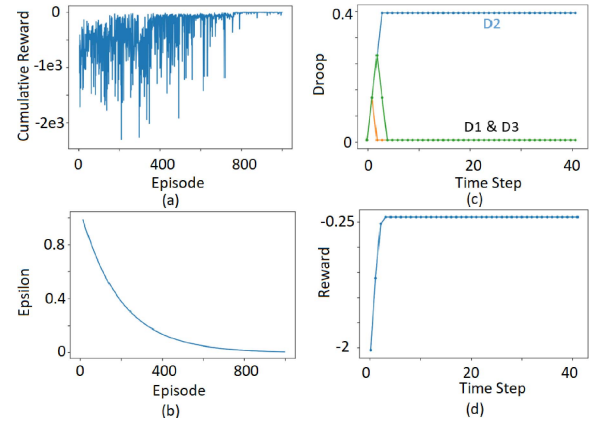 0
-1e3
-2e3
Cumulative Reward
0
400
800
Episode
(a)
0.4
0
Droop
D2
D1 & D3
0
20
40
Time Step
(c)
0.8
0.4
0
Epsilon
0
400
800
Episode
(b)
-0.25
-2
Reward
0
20
40
Time Step
(d)